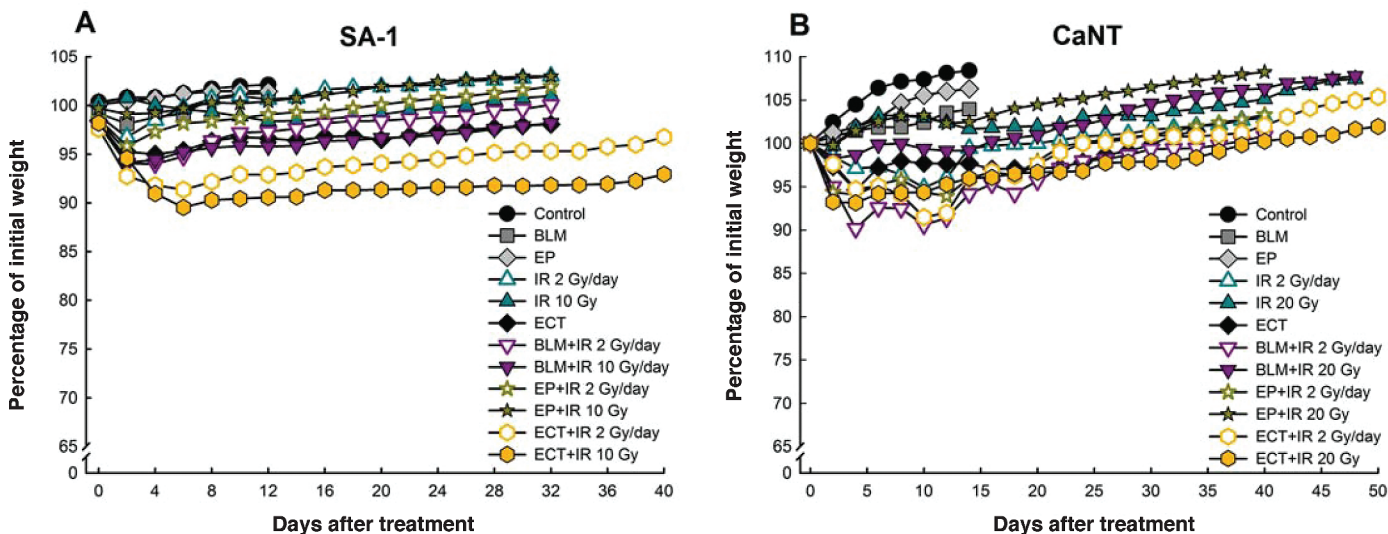 A
SA-1
Percentage of initial weight
105
100
95
90
85
80
75
70
65
0
Control
BLM
EP
IR 2 Gy/day
IR 10 Gy
ECT
BLM+IR 2 Gy/day
BLM+IR 10 Gy/day
EP+IR 2 Gy/day
EP+IR 10 Gy
ECT+IR 2 Gy/day
ECT+IR 10 Gy
0 4 8 12 16 20 24 28 32 36 40
Days after treatment
B
CaNT
Percentage of initial weight
110
105
100
95
90
85
80
75
70
65
0
Control
BLM
EP
IR 2 Gy/day
IR 20 Gy
ECT
BLM+IR 2 Gy/day
BLM+IR 20 Gy
EP+IR 2 Gy/day
EP+IR 20 Gy
ECT+IR 2 Gy/day
ECT+IR 20 Gy
0 5 10 15 20 25 30 35 40 45 50
Days after treatment